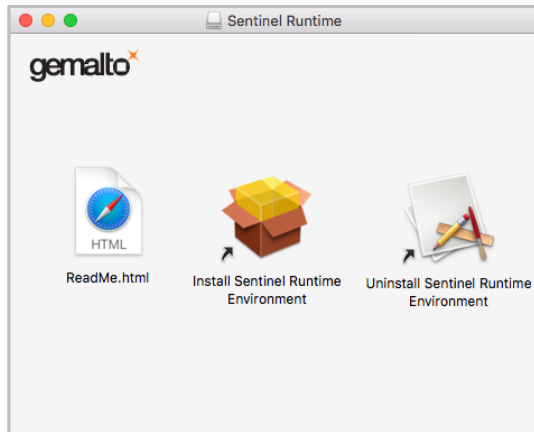 Sentinel Runtime
gemalto
HTML
ReadMe.html
Install Sentinel Runtime
Environment
Uninstall Sentinel Runtime
Environment